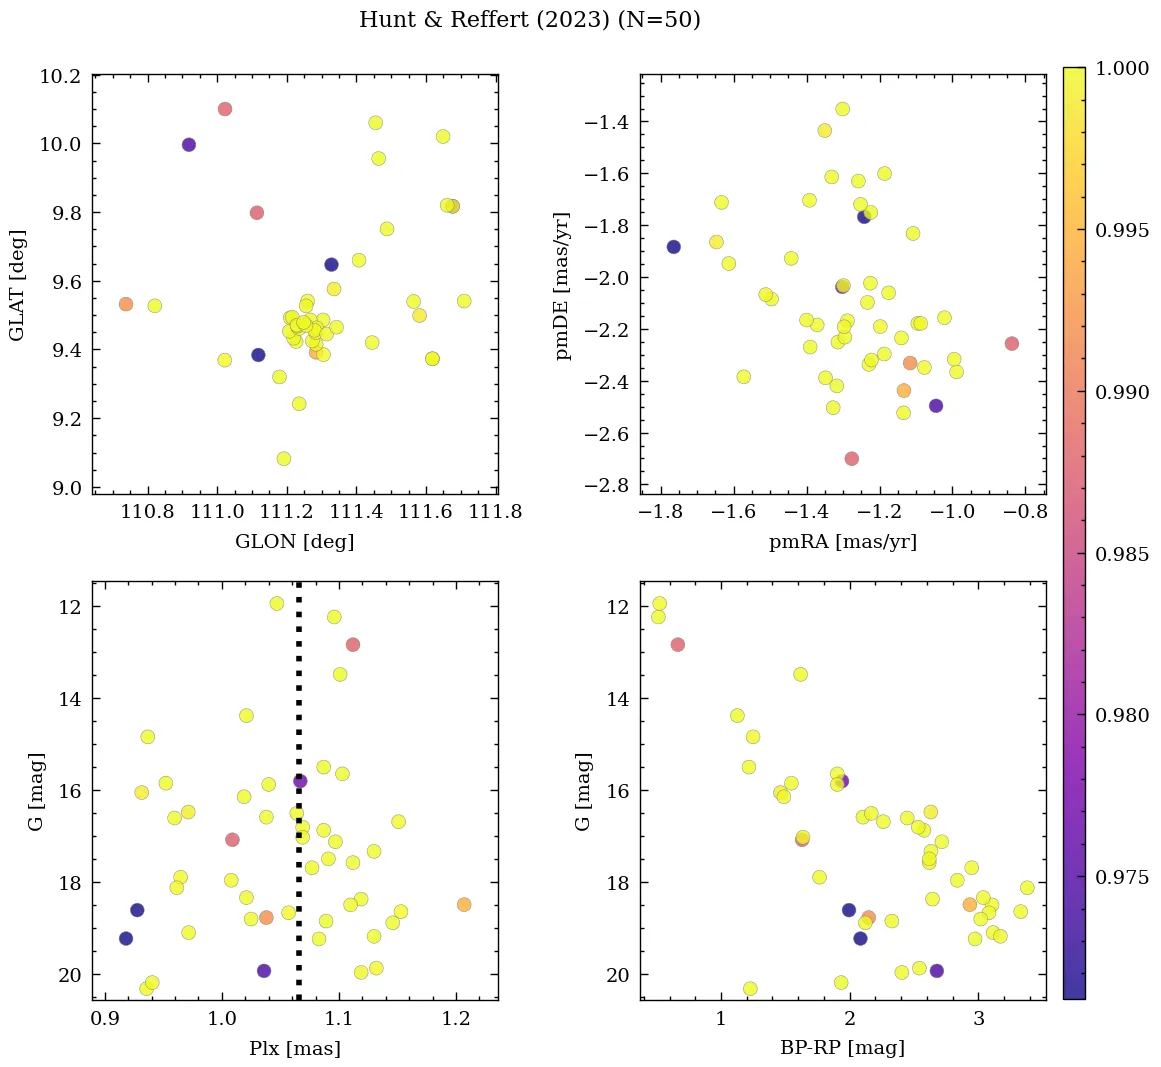 Hunt & Reffert (2023) (N=50)
10.2
10.0
9.8
9.6
9.4
9.2
9.0
GLAT [deg]
110.8 111.0 111.2 111.4 111.6 111.8
GLON [deg]
−1.4
−1.6
−1.8
−2.0
−2.2
−2.4
−2.6
−2.8
pmDE [mas/yr]
−1.8 −1.6 −1.4 −1.2 −1.0 −0.8
pmRA [mas/yr]
12
14
16
18
20
G [mag]
0.9 1.0 1.1 1.2
Plx [mas]
12
14
16
18
20
G [mag]
1 2 3
BP-RP [mag]
1.000
0.995
0.990
0.985
0.980
0.975